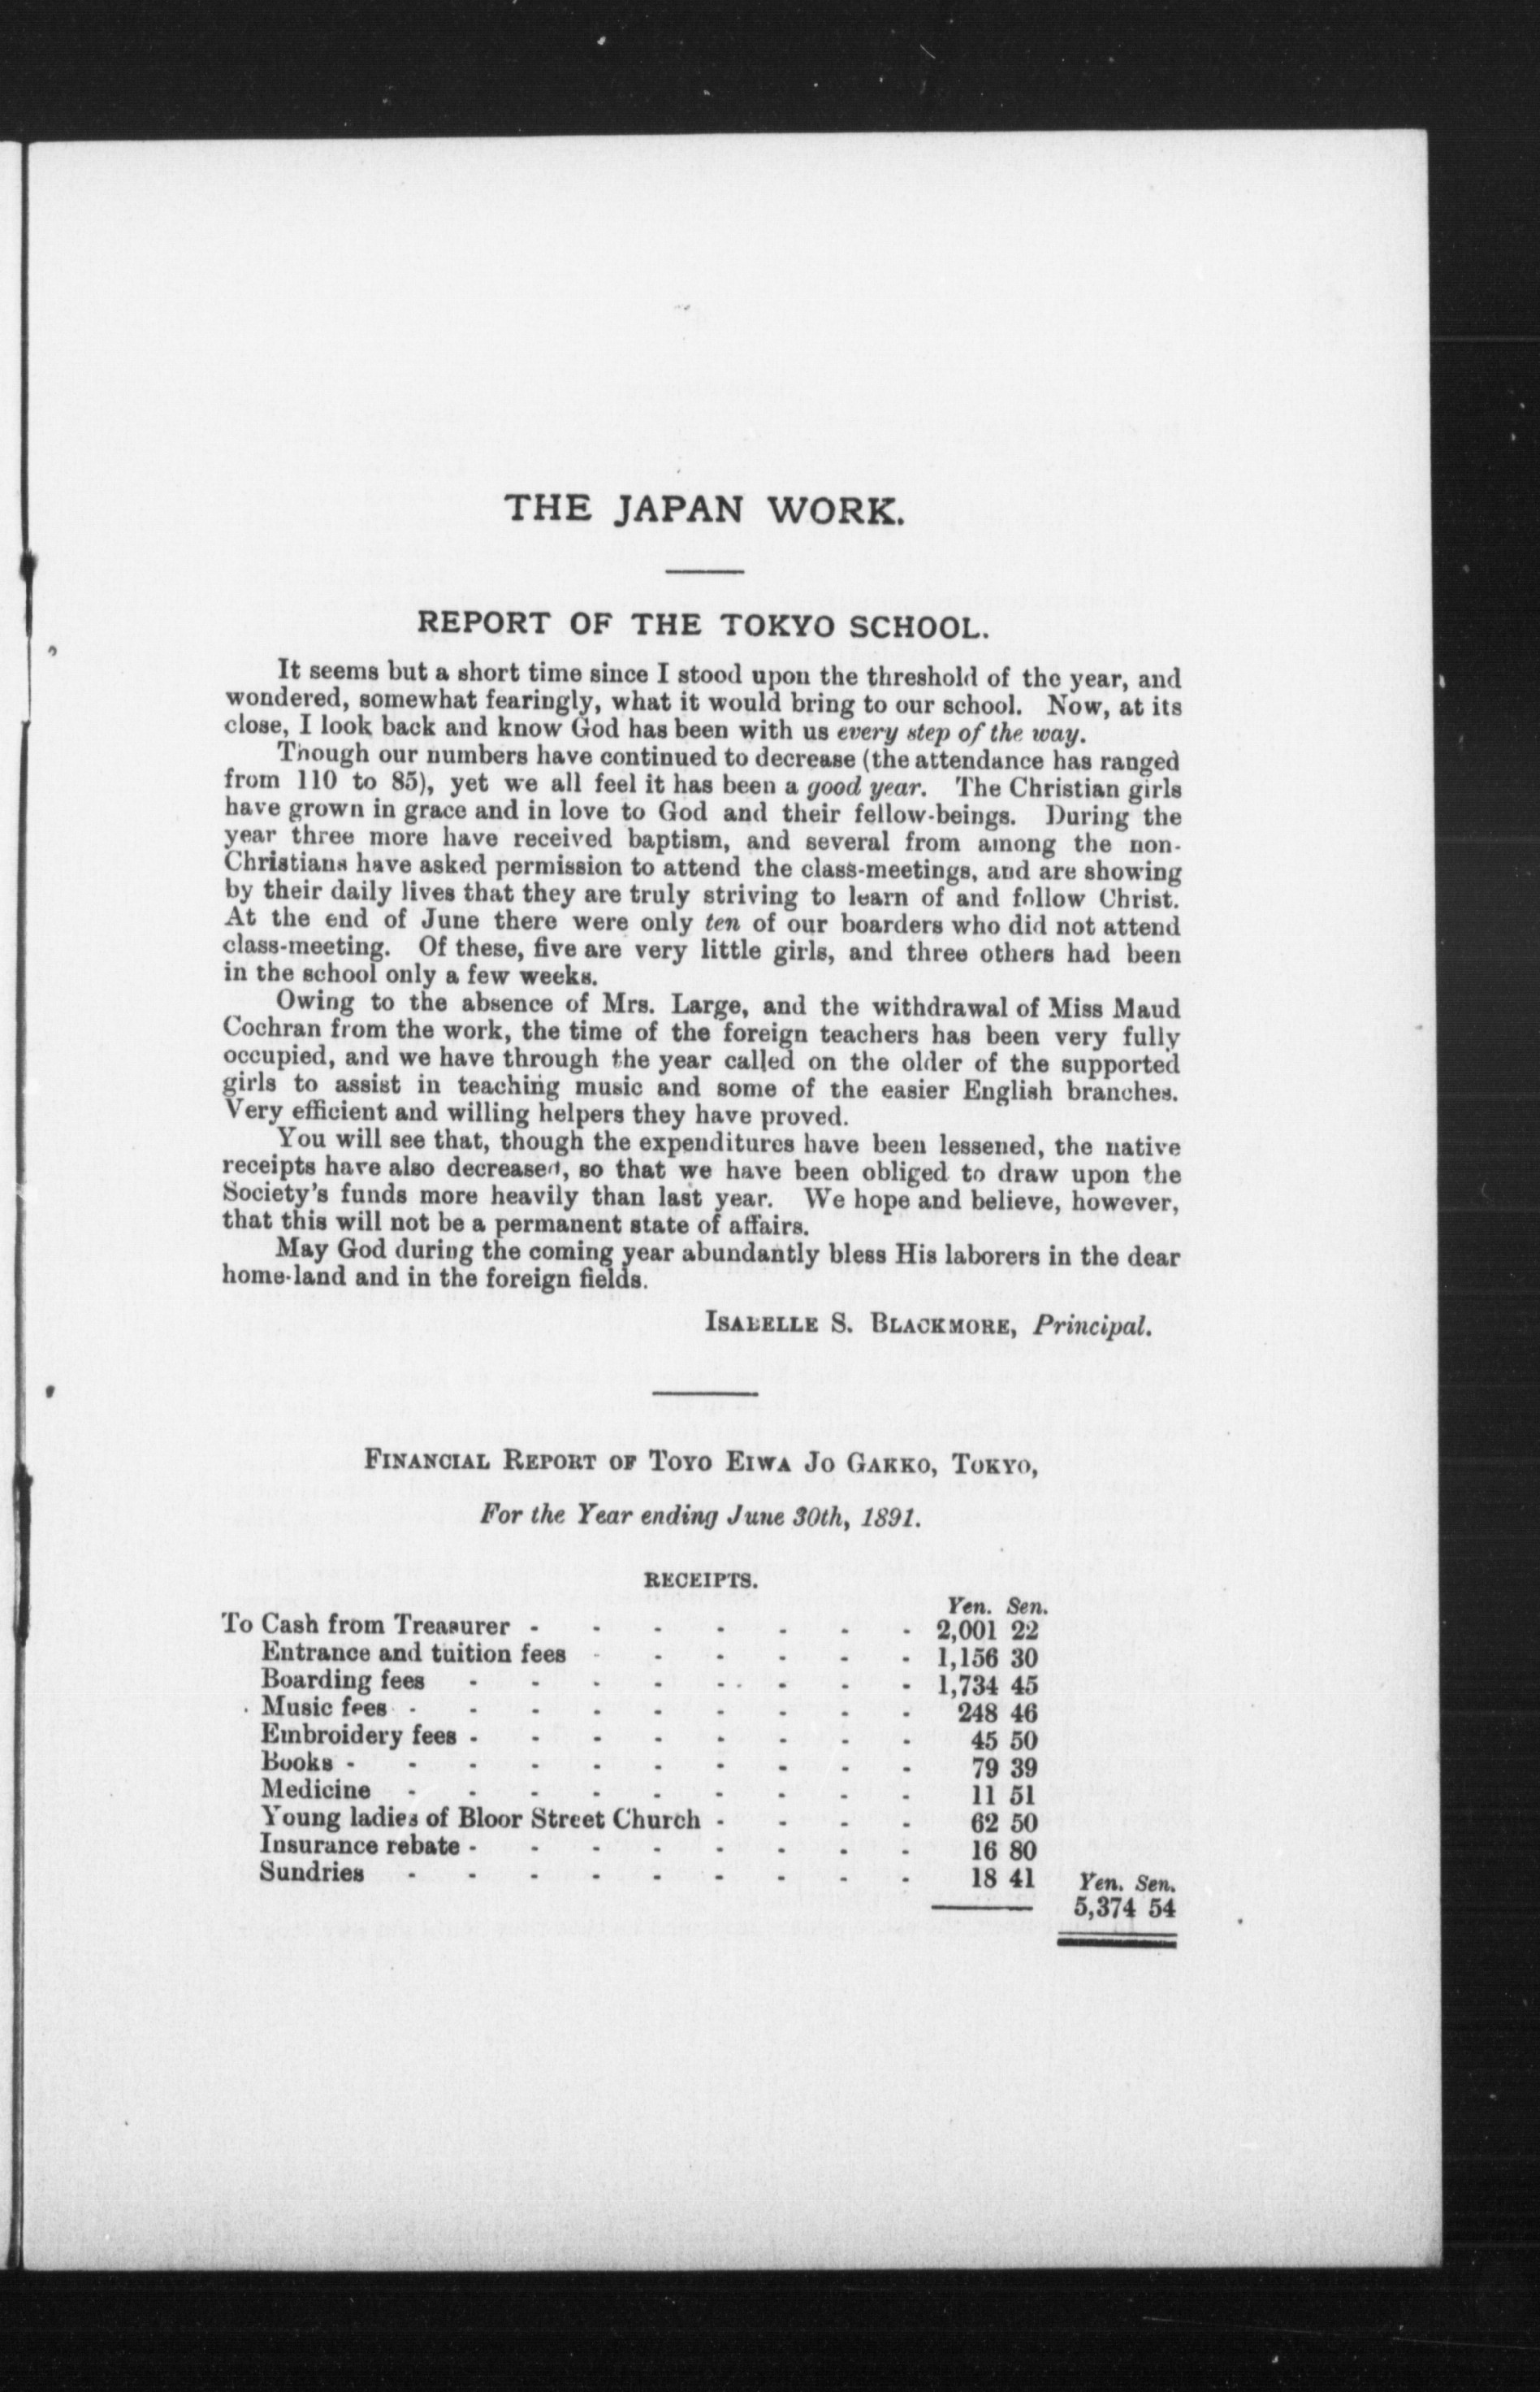 THE JAPAN WORK.
REPORT OF THE TOKYO SCHOOL.
It seems but a short time since I stood upon the threshold of the year, and
wondered, somewhat fearingly, what it would bring to our school. Now, at its
close, I look back and know God has been with us every step of the way.
Though our numbers have continued to decrease (the attendance has ranged
from 110 to 85), yet we all feel it has been a good year. The Christian girls
have grown in grace and in love to God and their fellow-beings. During the
year three more have received baptism, and several from among the non-
Christians have asked permission to attend the class-meetings, and are showing
by their daily lives that they are truly striving to learn of and follow Christ.
At the end of June there were only ten of our boarders who did not attend
class-meeting. Of these, five are very little girls, and three others had been
in the school only a few weeks.
Owing to the absence of Mrs. Large, and the withdrawal of Miss Maud
Cochran from the work, the time of the foreign teachers has been very fully
occupied, and we have through the year called on the older of the supported
girls to assist in teaching music and some of the easier English branches.
Very efficient and willing helpers they have proved.
You will see that, though the expenditures have been lessened, the native
receipts have also decreased, so that we have been obliged to draw upon the
Society's funds more heavily than last year. We hope and believe, however,
that this will not be a permanent state of affairs.
May God during the coming year abundantly bless His laborers in the dear
home-land and in the foreign fields.
ISABELLE S. BLACKMORE, Principal.
FINANCIAL REPORT OF TOYO EIWA JO GAKKO, TOKYO,
For the Year ending June 30th, 1891.
RECEIPTS.
Yen. Sen.
To Cash from Treasurer - - - - - - - 2,001 22
Entrance and tuition fees - - - - - - 1,156 30
Boarding fees - - - - - - - - 1,734 45
Music fees - - - - - - - - - 248 46
Embroidery fees - - - - - - - - 45 50
Books - - - - - - - - - - 79 39
Medicine - - - - - - - - - 11 51
Young ladies of Bloor Street Church - - - - 62 50
Insurance rebate - - - - - - - - 16 80
Sundries - - - - - - - - - 18 41 Yen. Sen.
5,374 54